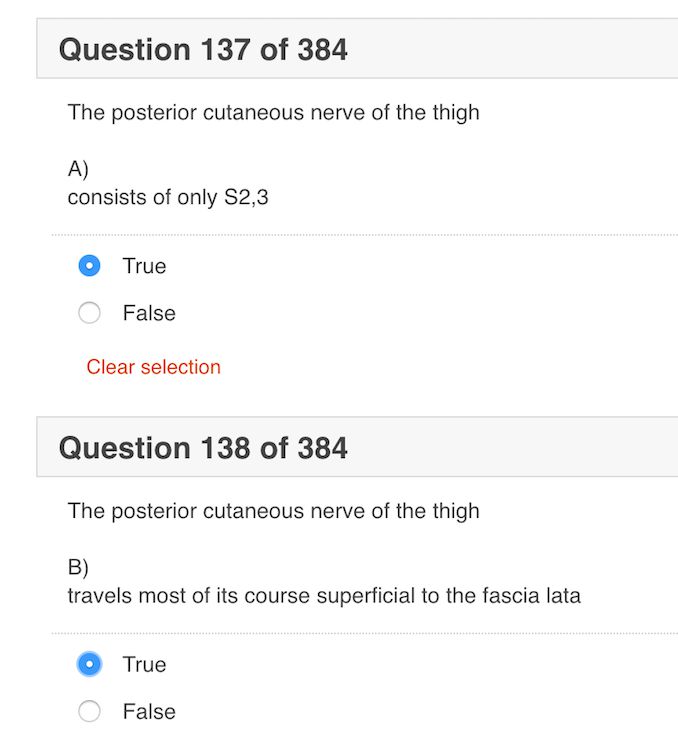 Question 137 of 384
The posterior cutaneous nerve of the thigh
A)
consists of only S2,3
True
False
Clear selection
Question 138 of 384
The posterior cutaneous nerve of the thigh
B)
travels most of its course superficial to the fascia lata
True
False